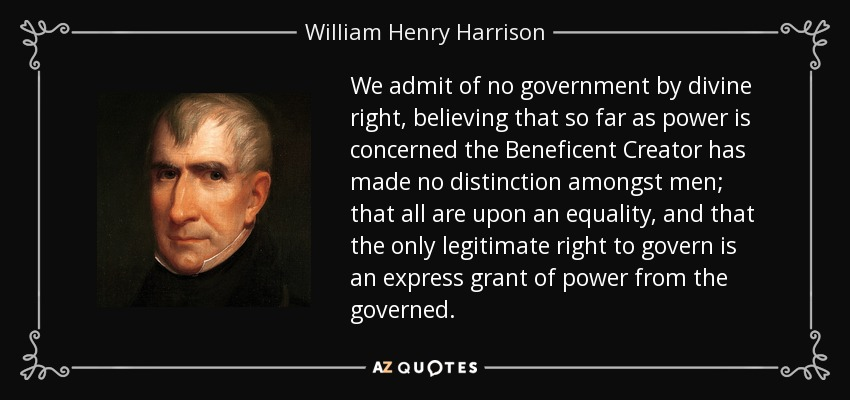 William Henry Harrison
We admit of no government by divine
right, believing that so far as power is
concerned the Beneficent Creator has
made no distinction amongst men;
that all are upon an equality, and that
the only legitimate right to govern is
an express grant of power from the
governed.
AZ QUOTES